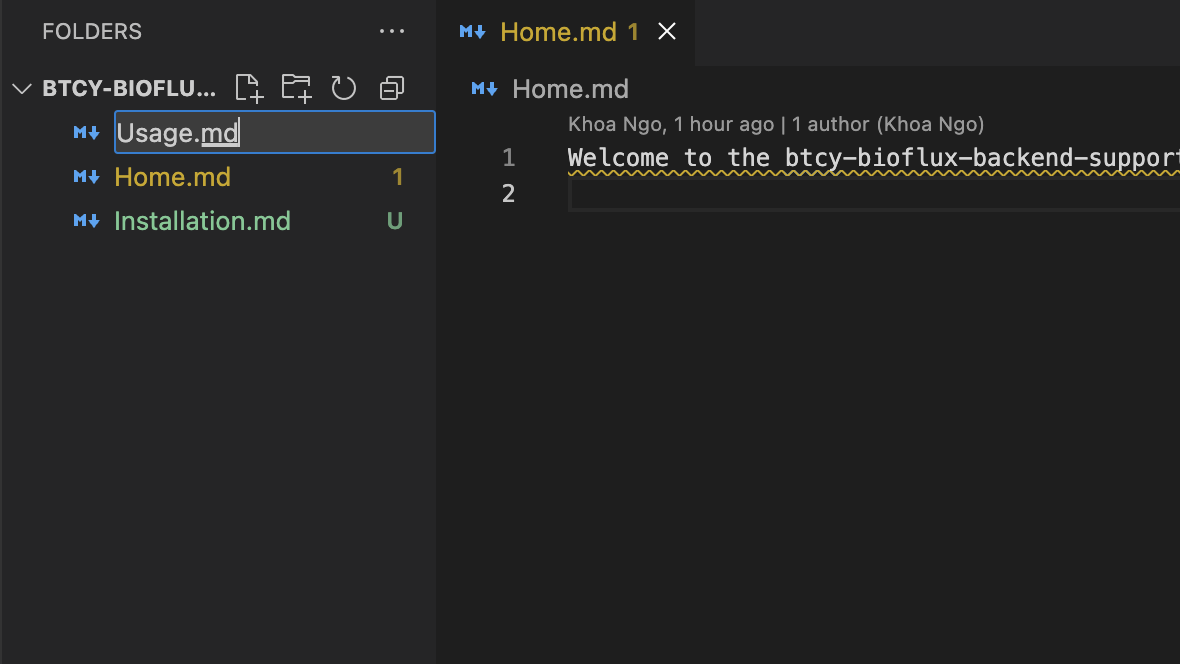 FOLDERS
Home.md 1
BTCY-BIOFLU...
Home.md
Usage.md
Khoa Ngo, 1 hour ago | 1 author (Khoa Ngo)
1 Welcome to the btcy-bioflux-backend-support
Home.md 1
2
Installation.md U